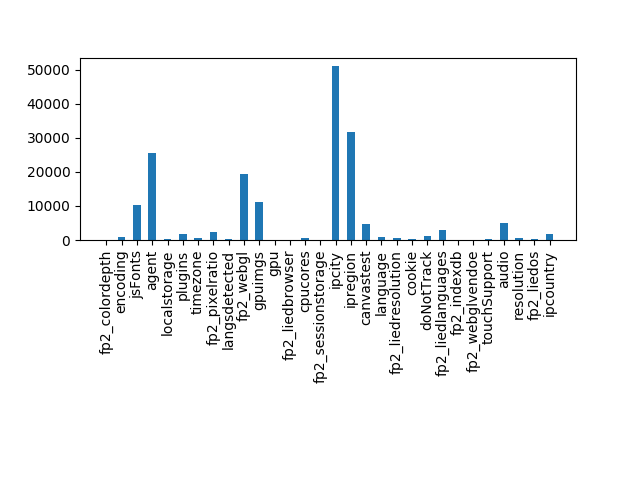 50000
40000
30000
20000
10000
0
fp2_colordepth
encoding
jsFonts
agent
localstorage
plugins
timezone
fp2_pixelratio
langsdetected
fp2_webgl
gpuimgs
gpu
fp2_liedbrowser
cpucores
fp2_sessionstorage
ipcity
ipregion
canvastest
language
fp2_liedresolution
cookie
doNotTrack
fp2_liedlanguages
fp2_indexdb
fp2_webglvendoe
touchSupport
audio
resolution
fp2_liedos
ipcountry